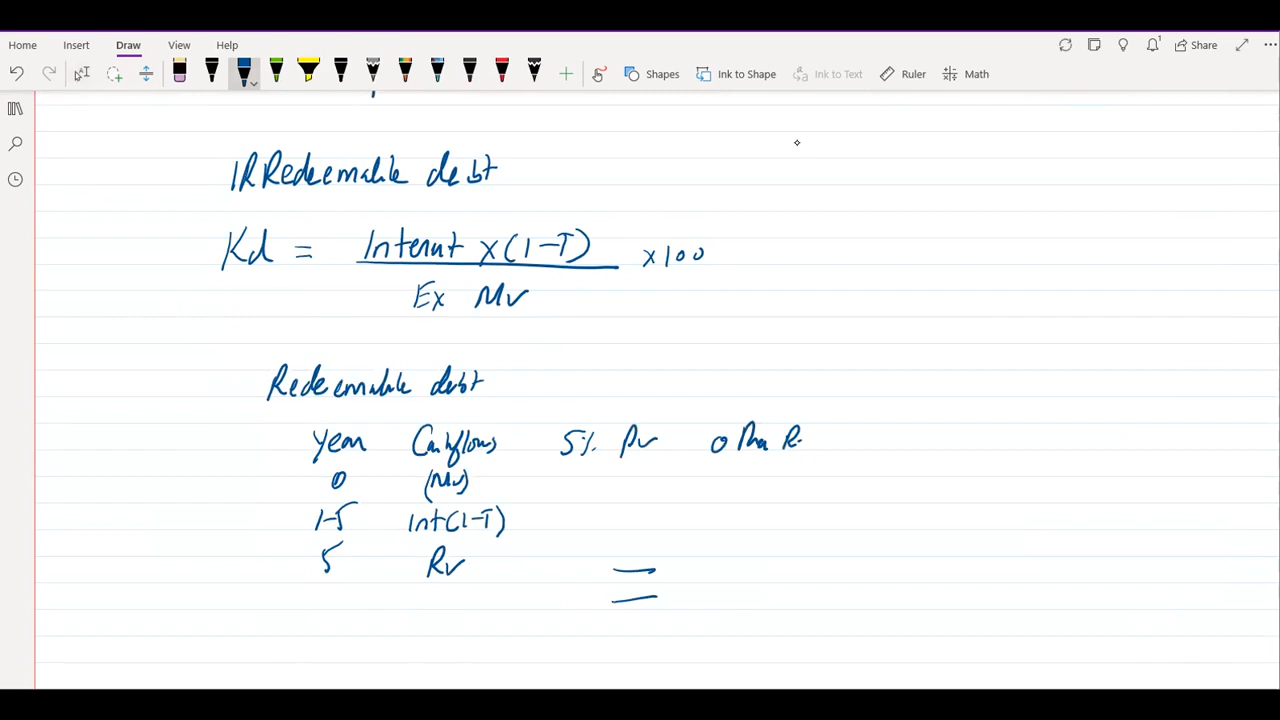 Home Insert Draw View Help Share
Ink to Shape Ink to Text Ruler Math Shapes
IRRedeemable debt
Kd = Interest x (1-T) x100
Ex Mv
Redeemable debt
Year Cashflows 5% Pv Other R
0 (Mv)
1-5 Int(1-T)
5 Rv